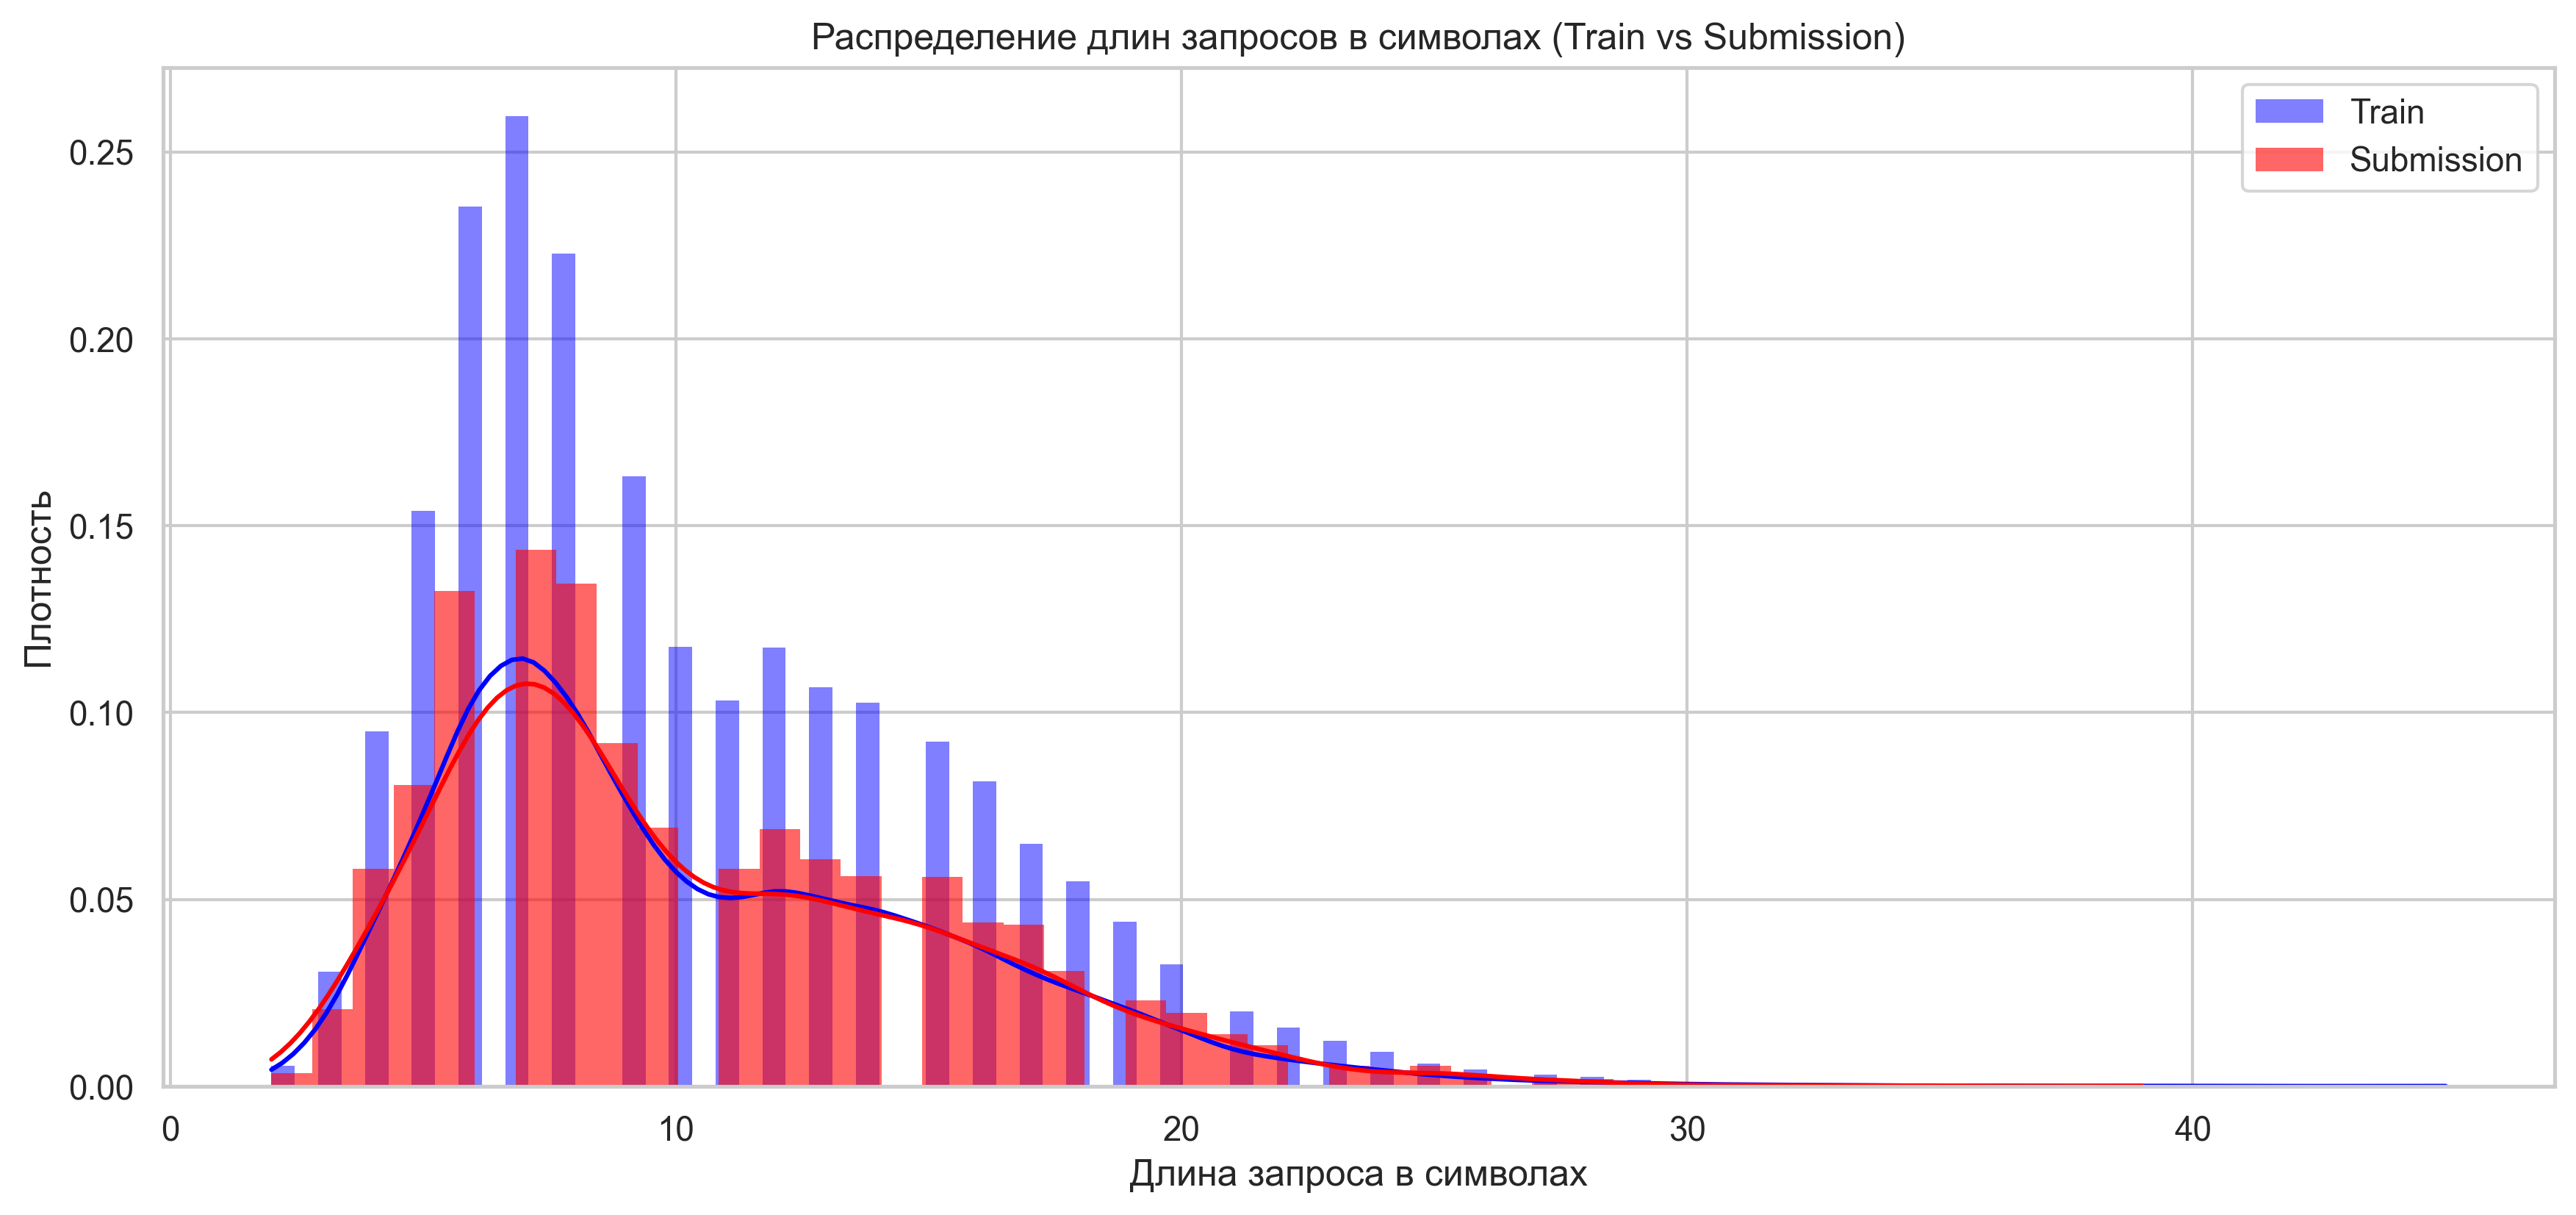 Распределение длин запросов в символах (Train vs Submission)
Train
Submission
Плотность
0.25
0.20
0.15
0.10
0.05
0.00
0 10 20 30 40
Длина запроса в символах